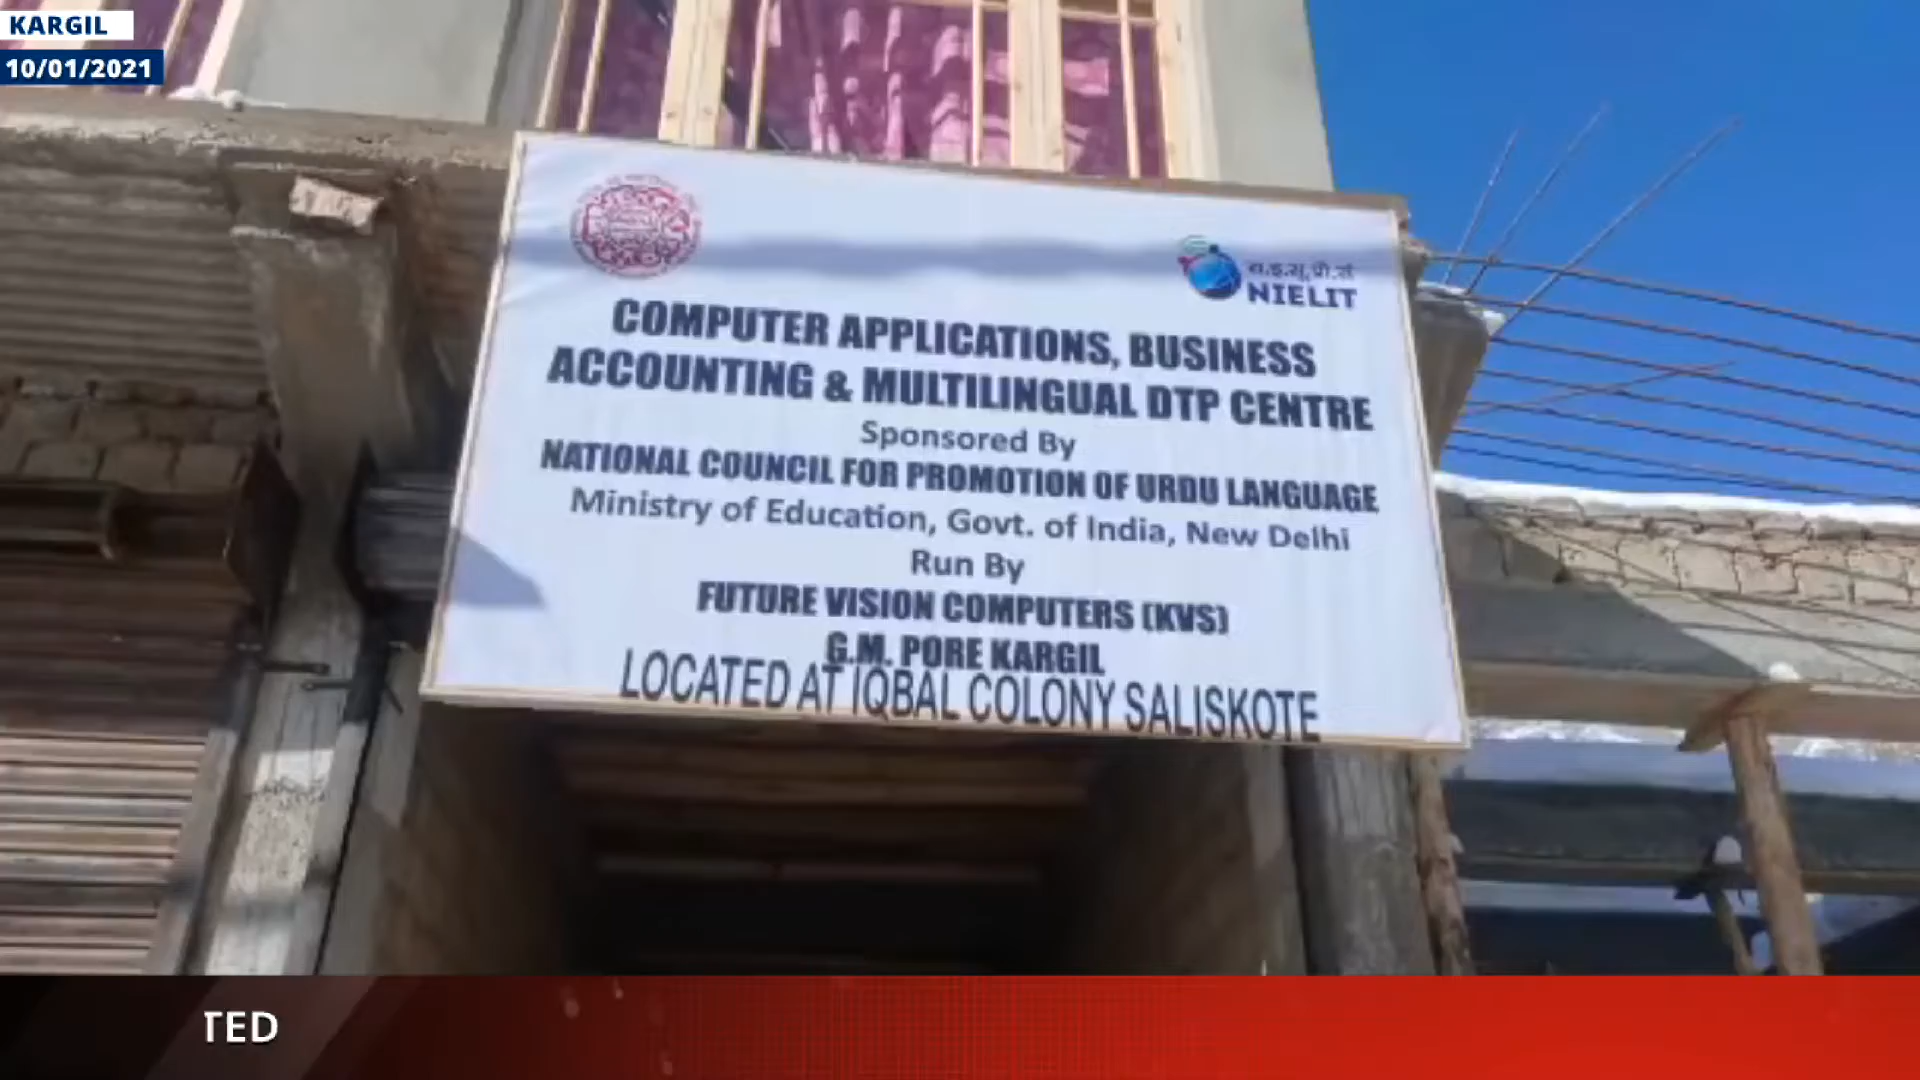 KARGIL
10/01/2021
रा.इ.सू.प्रौ.सं
NIELIT
COMPUTER APPLICATIONS, BUSINESS
ACCOUNTING & MULTILINGUAL DTP CENTRE
Sponsored By
NATIONAL COUNCIL FOR PROMOTION OF URDU LANGUAGE
Ministry of Education, Govt. of India, New Delhi
Run By
FUTURE VISION COMPUTERS (KVS)
G.M. PORE KARGIL
LOCATED AT IQBAL COLONY SALISKOTE
TED